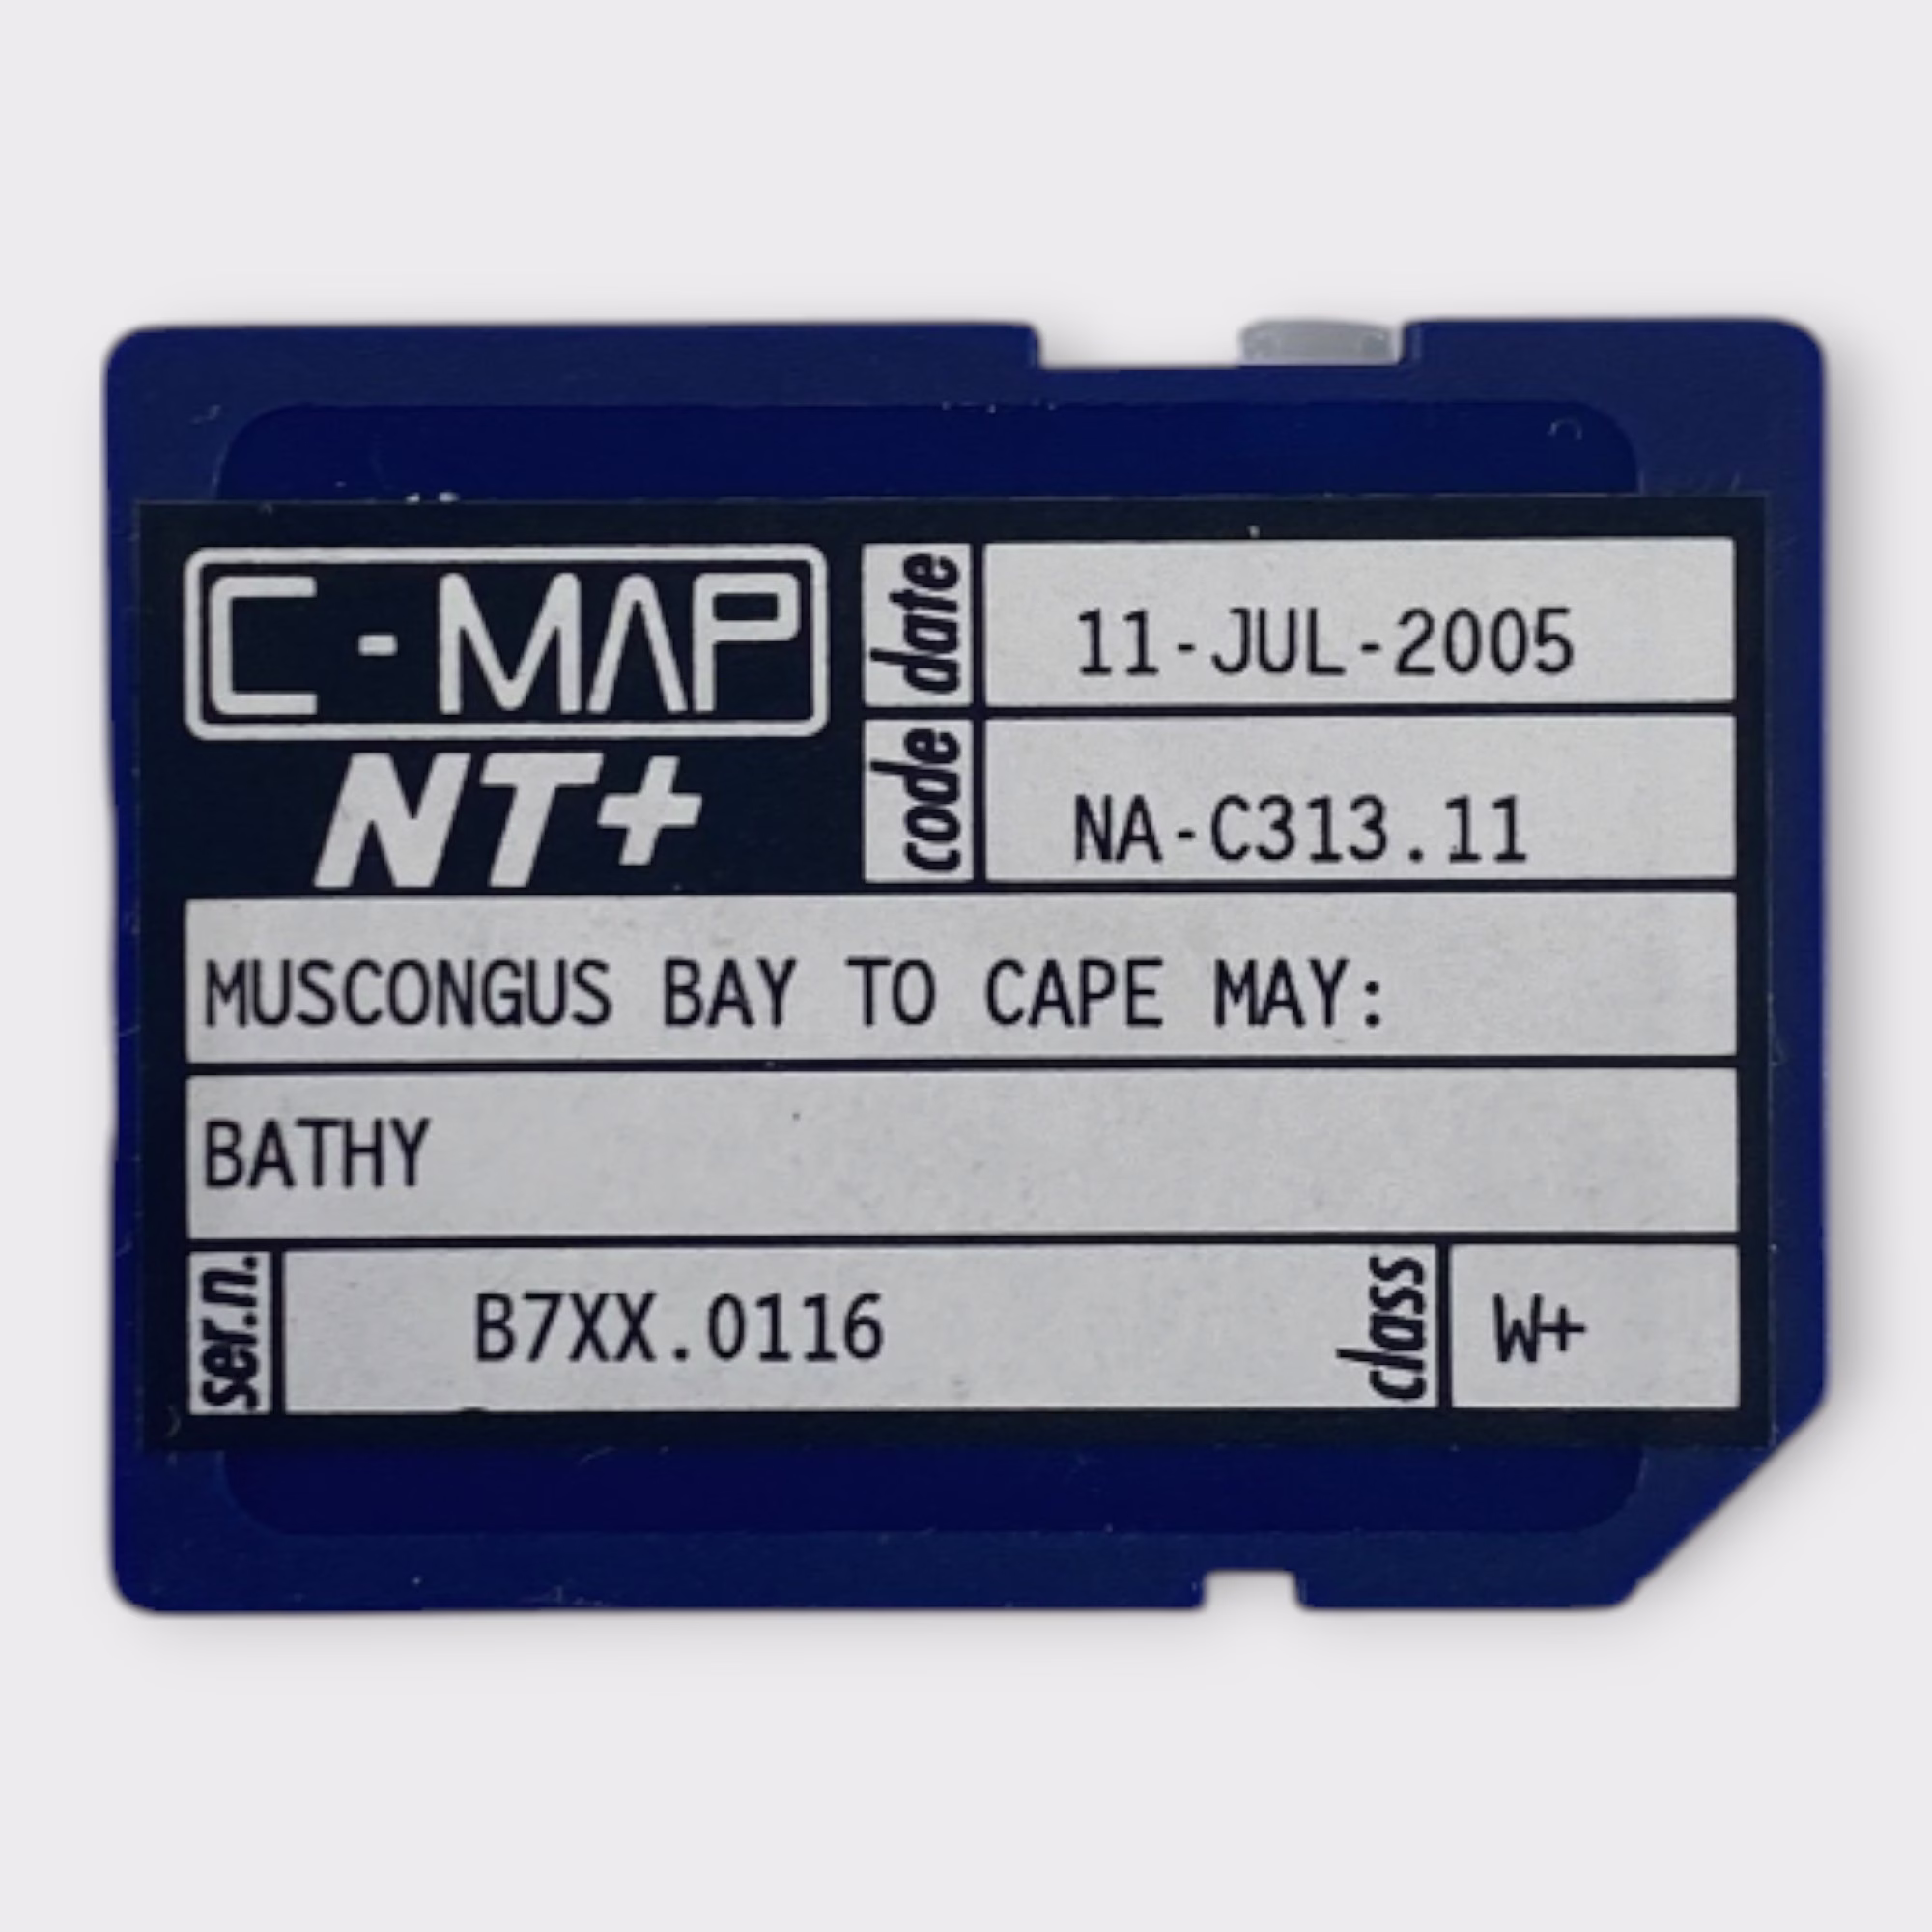 C-MAP
NT+
date 11-JUL-2005
code NA-C313.11
MUSCONGUS BAY TO CAPE MAY:
BATHY
ser.n. B7XX.0116 class W+